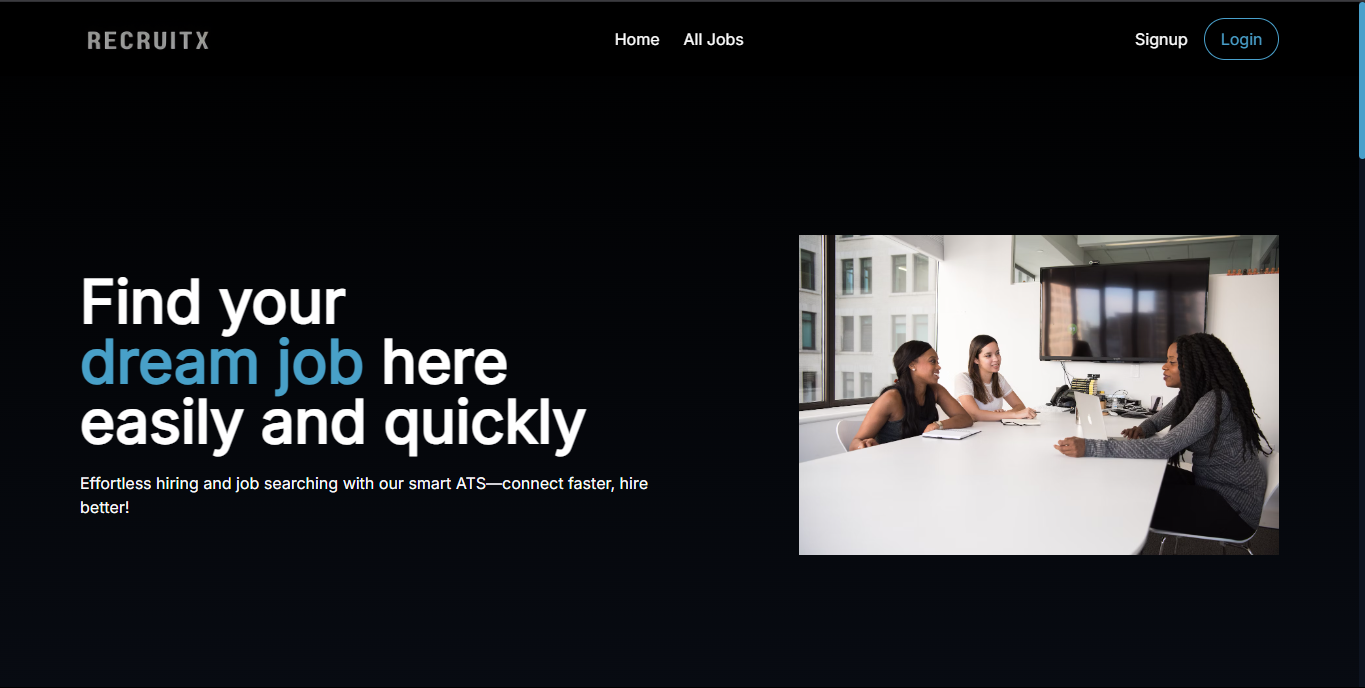 RECRUITX
Home
All Jobs
Signup
Login
Find your
dream job here
easily and quickly
Effortless hiring and job searching with our smart ATS—connect faster, hire
better!